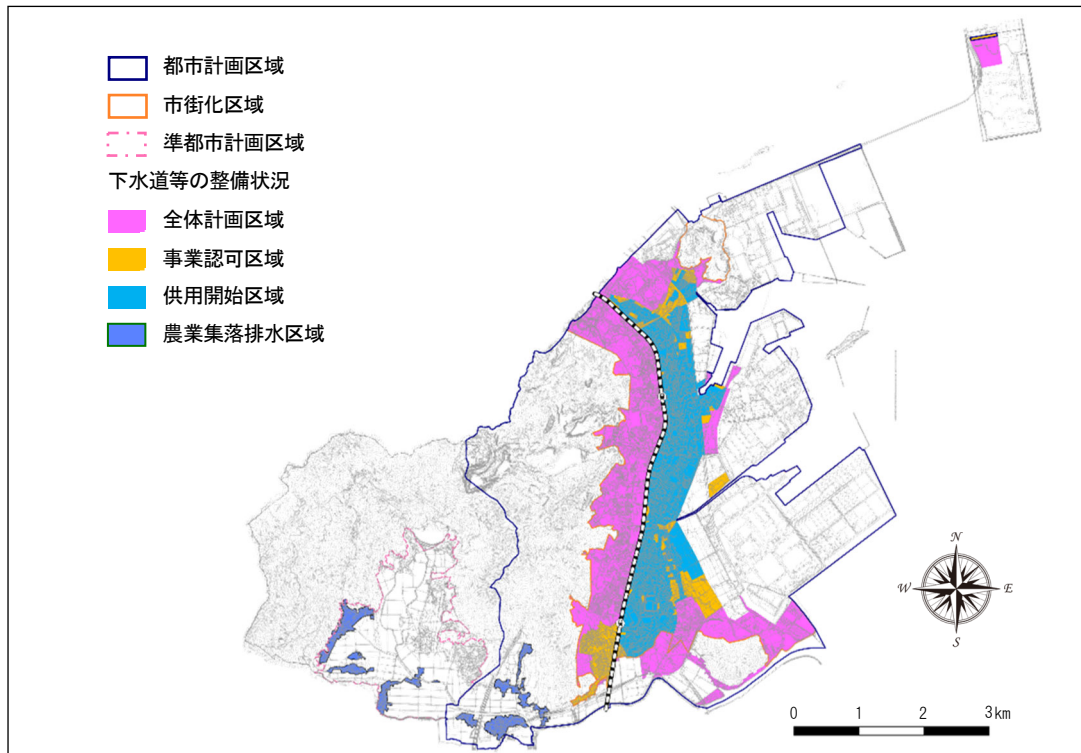 都市計画区域
市街化区域
準都市計画区域
下水道等の整備状況
全体計画区域
事業認可区域
供用開始区域
農業集落排水区域
N
W
E
S
0 1 2 3km